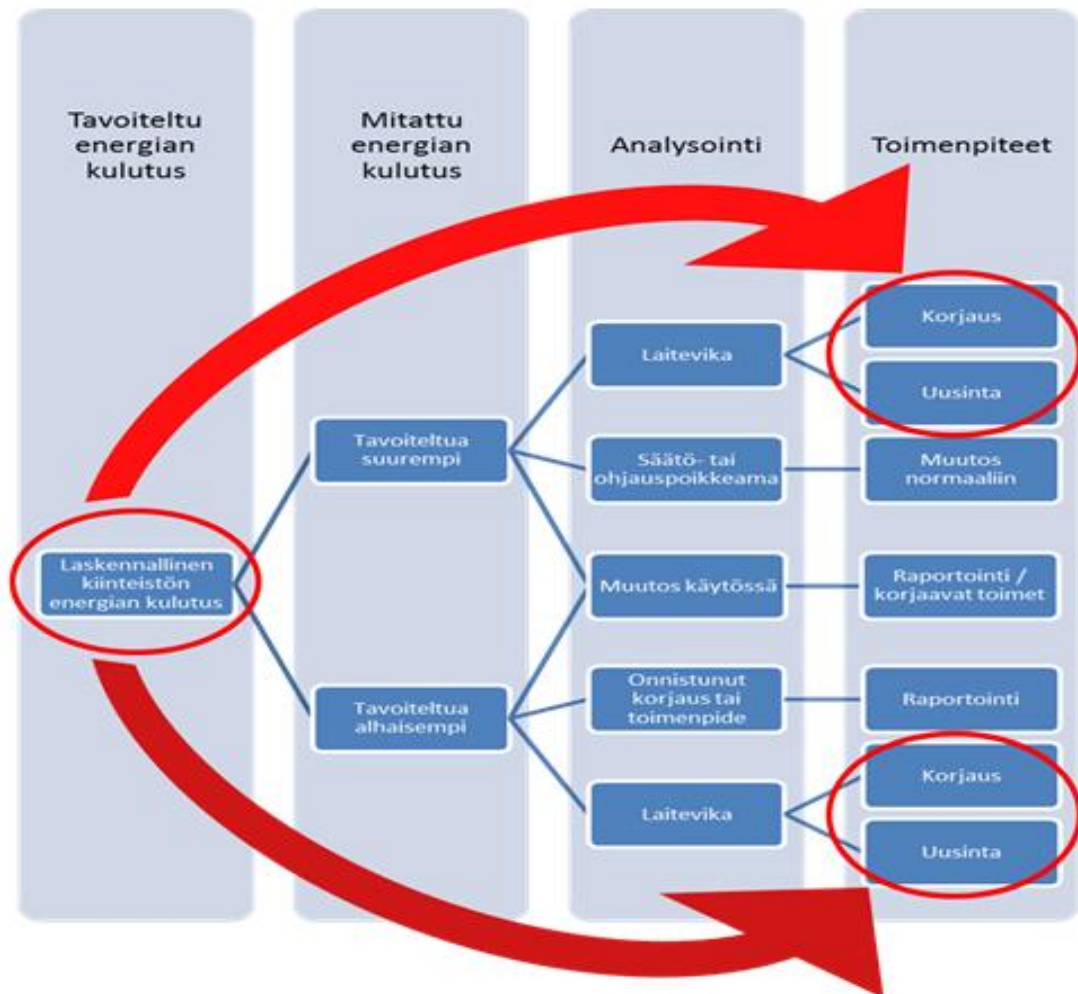 Tavoiteltu
energian
kulutus
Mitattu
energian
kulutus
Analysointi
Toimenpiteet
Laskennallinen
kiinteistön
energian kulutus
Tavoiteltua
suurempi
Tavoiteltua
alhaisempi
Laitevika
Säätö- tai
ohjauspoikkeama
Muutos käytössä
Onnistunut
korjaus tai
toimenpide
Laitevika
Korjaus
Uusinta
Muutos
normaaliin
Raportointi /
korjaavat toimet
Raportointi
Korjaus
Uusinta